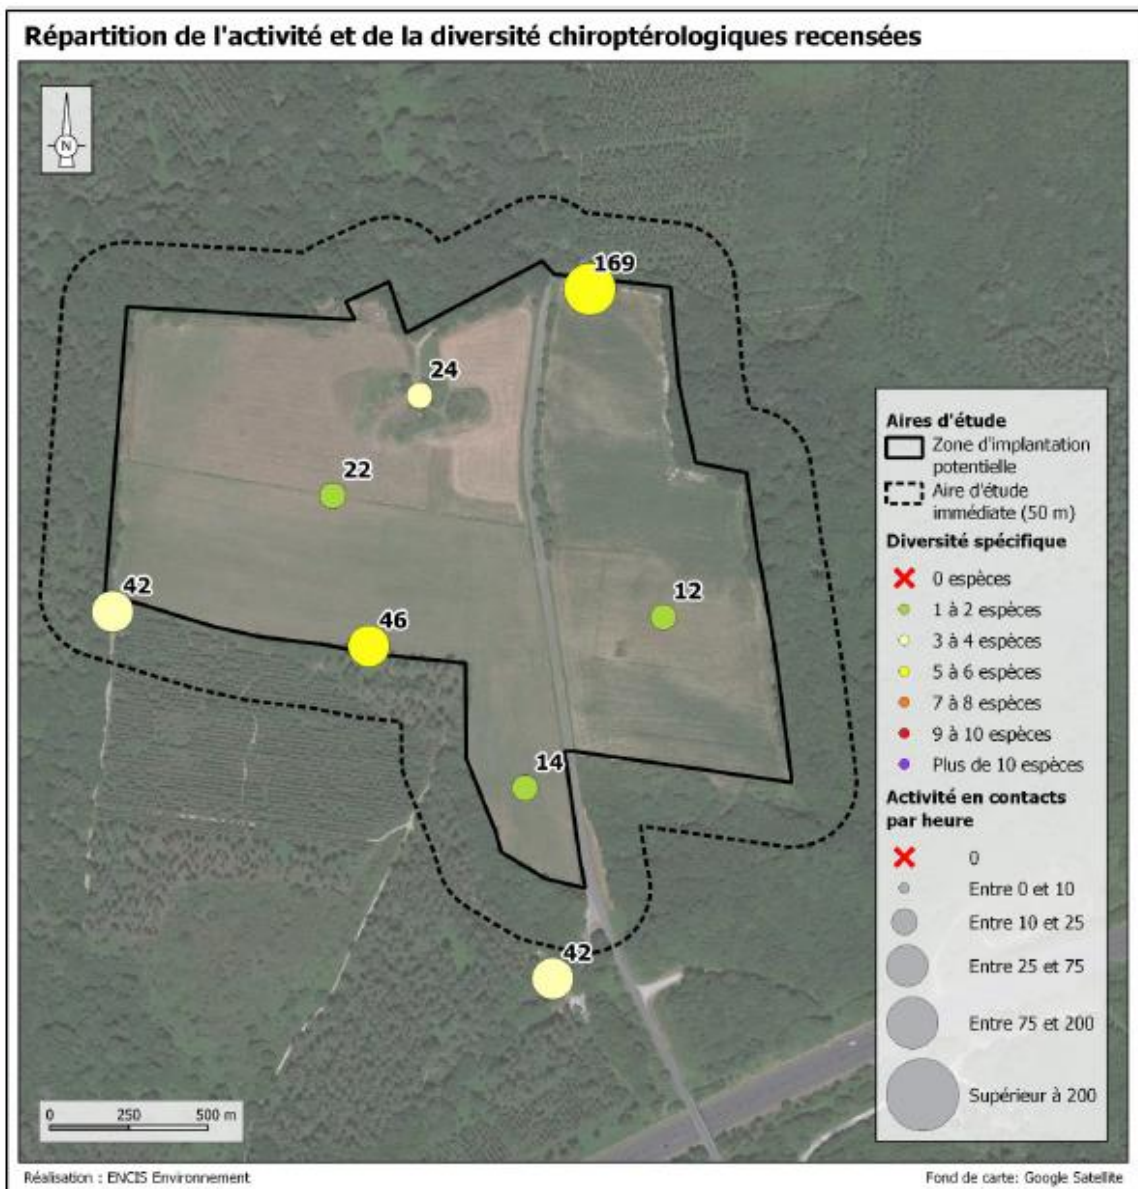 Répartition de l'activité et de la diversité chiroptérologiques recensées
N
169
24
22
42
46
12
14
42
Aires d'étude
Zone d'implantation
potentielle
Aire d'étude
immédiate (50 m)
Diversité spécifique
0 espèces
1 à 2 espèces
3 à 4 espèces
5 à 6 espèces
7 à 8 espèces
9 à 10 espèces
Plus de 10 espèces
Activité en contacts
par heure
0
Entre 0 et 10
Entre 10 et 25
Entre 25 et 75
Entre 75 et 200
Supérieur à 200
0 250 500 m
Réalisation : ENCIS Environnement
Fond de carte: Google Satellite